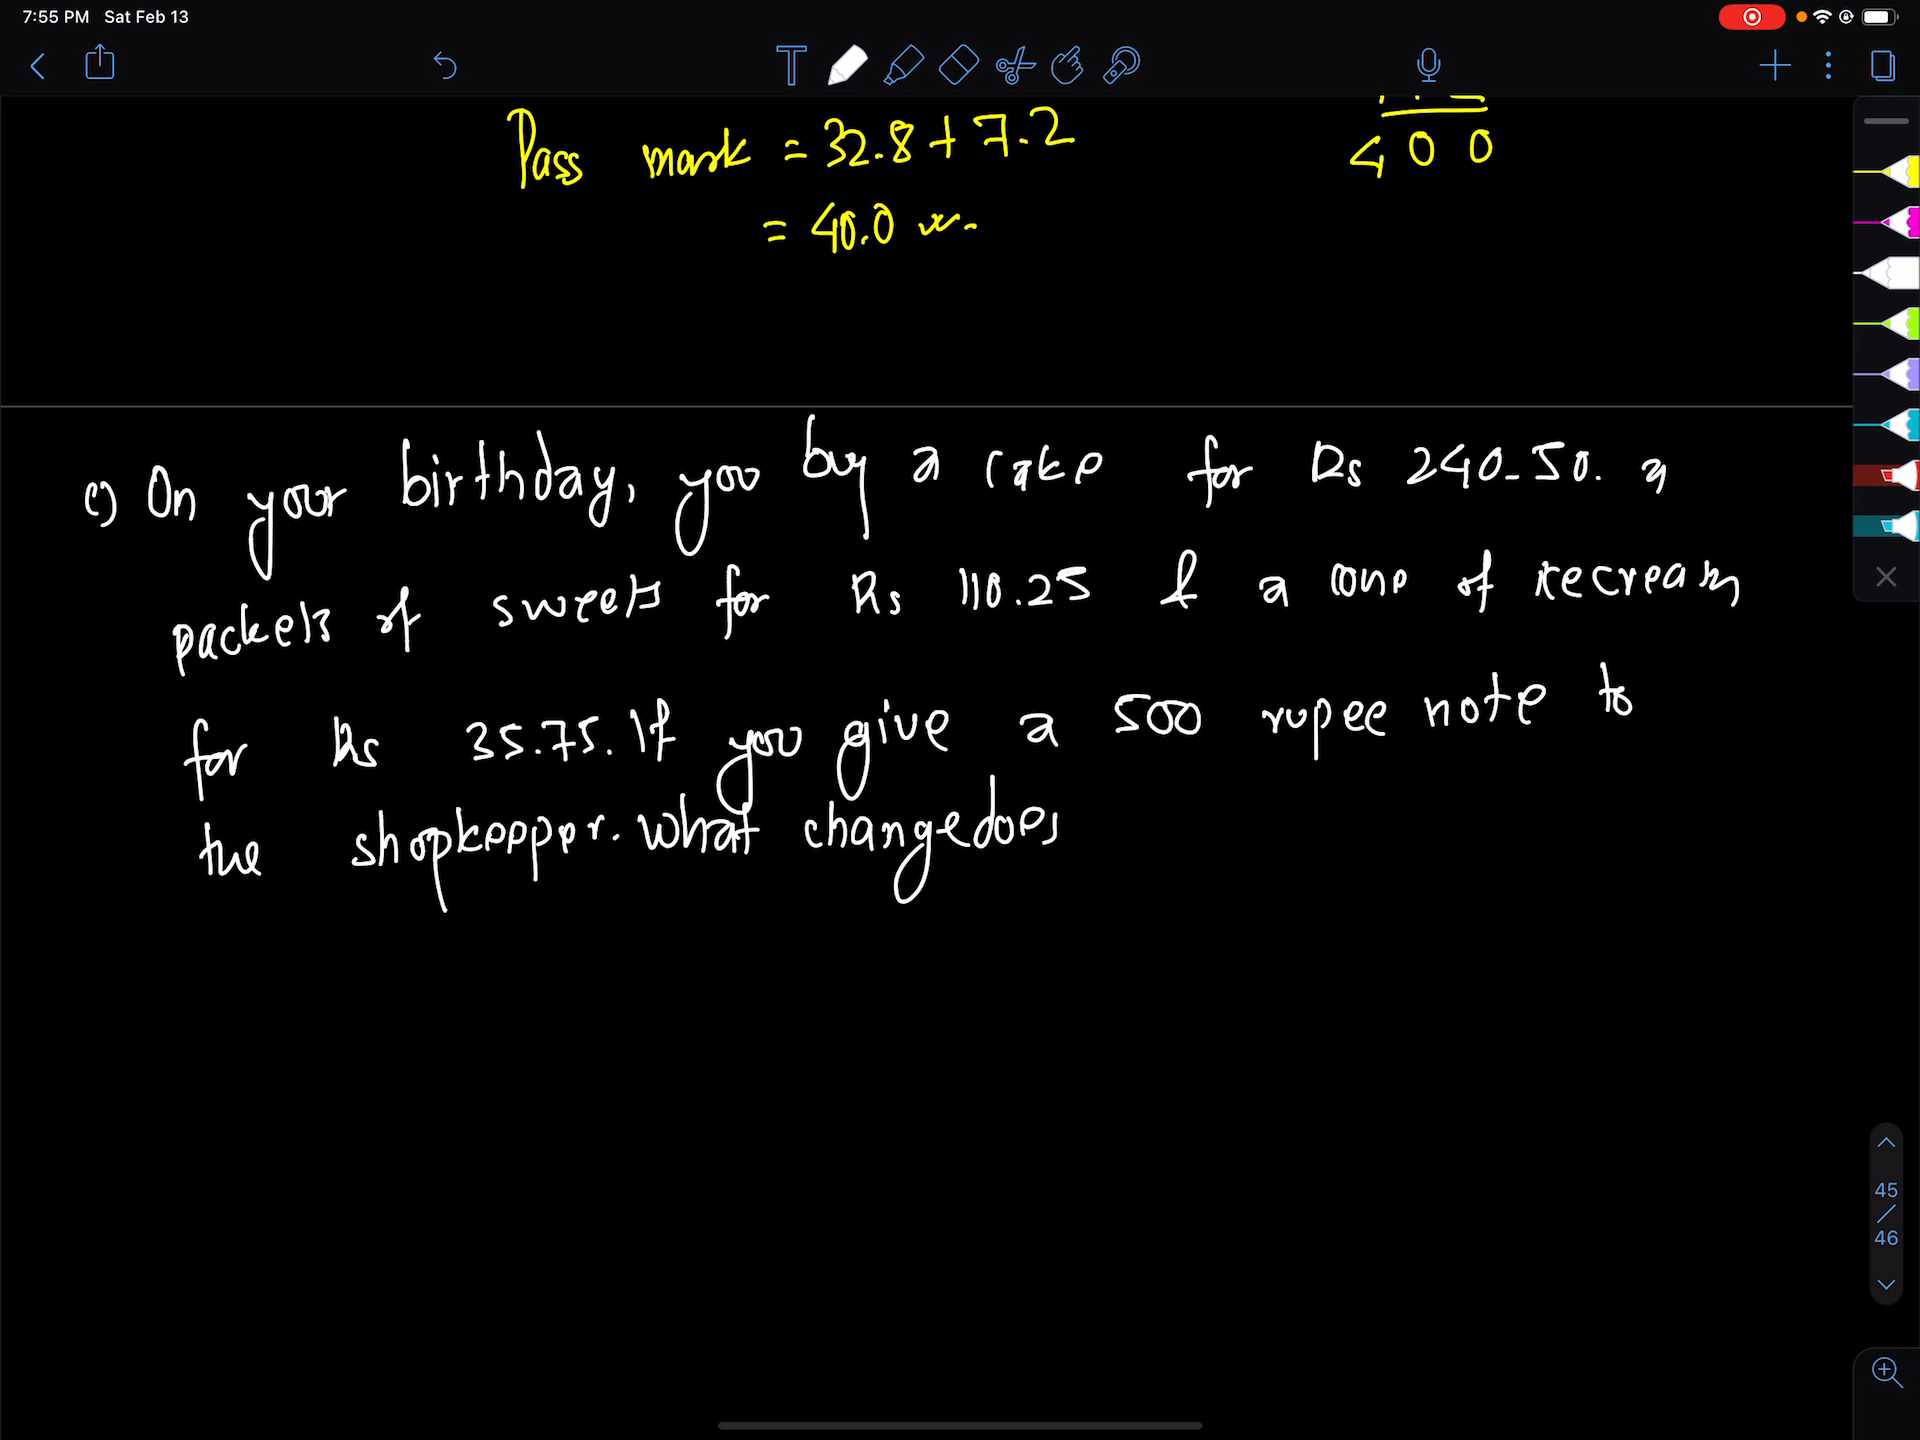 7:55 PM Sat Feb 13
T
Pass mark = 32.8 + 7.2
400
= 40.0
c) On your birthday, you buy a cake for Rs 240.50. a
packets of sweets for Rs 110.25 & a cone of icecream
for Rs 35.75. If you give a 500 rupee note to
the shopkeeper. what change does
45
46